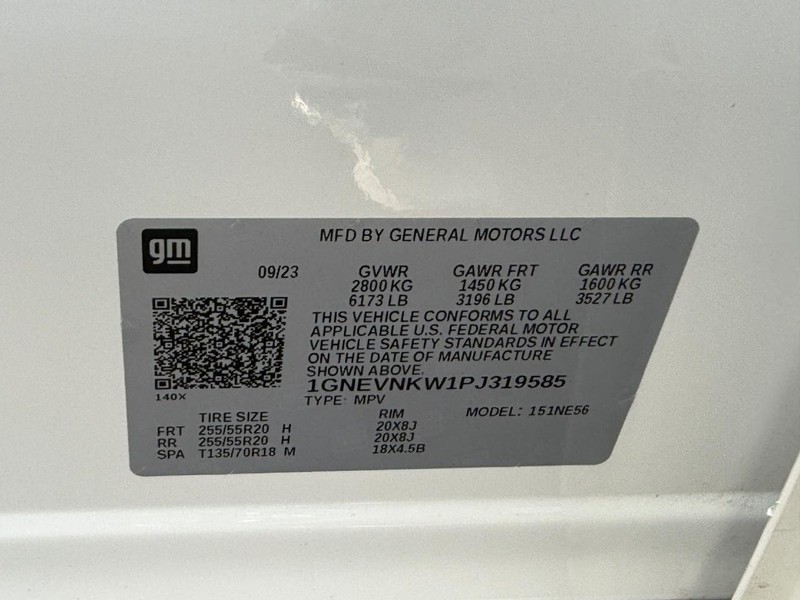 gm
MFD BY GENERAL MOTORS LLC
09/23 GVWR GAWR FRT GAWR RR
2800 KG 1450 KG 1600 KG
6173 LB 3196 LB 3527 LB
THIS VEHICLE CONFORMS TO ALL
APPLICABLE U.S. FEDERAL MOTOR
VEHICLE SAFETY STANDARDS IN EFFECT
ON THE DATE OF MANUFACTURE
SHOWN ABOVE.
1GNEVNKW1PJ319585
140X
TYPE: MPV
TIRE SIZE RIM MODEL: 151NE56
FRT 255/55R20 H 20X8J
RR 255/55R20 H 20X8J
SPA T135/70R18 M 18X4.5B